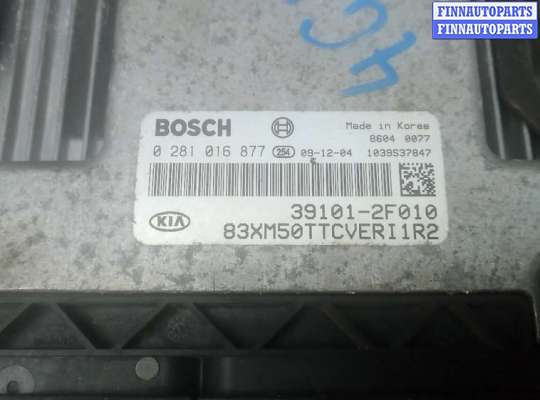 FINNAUTOPARTS
FINNAUTOPARTS
BOSCH Made in Korea
8604 0077
0 281 016 877 254 09-12-04 1039S37847
KIA 39101-2F010
83XM50TTCVERI1R2